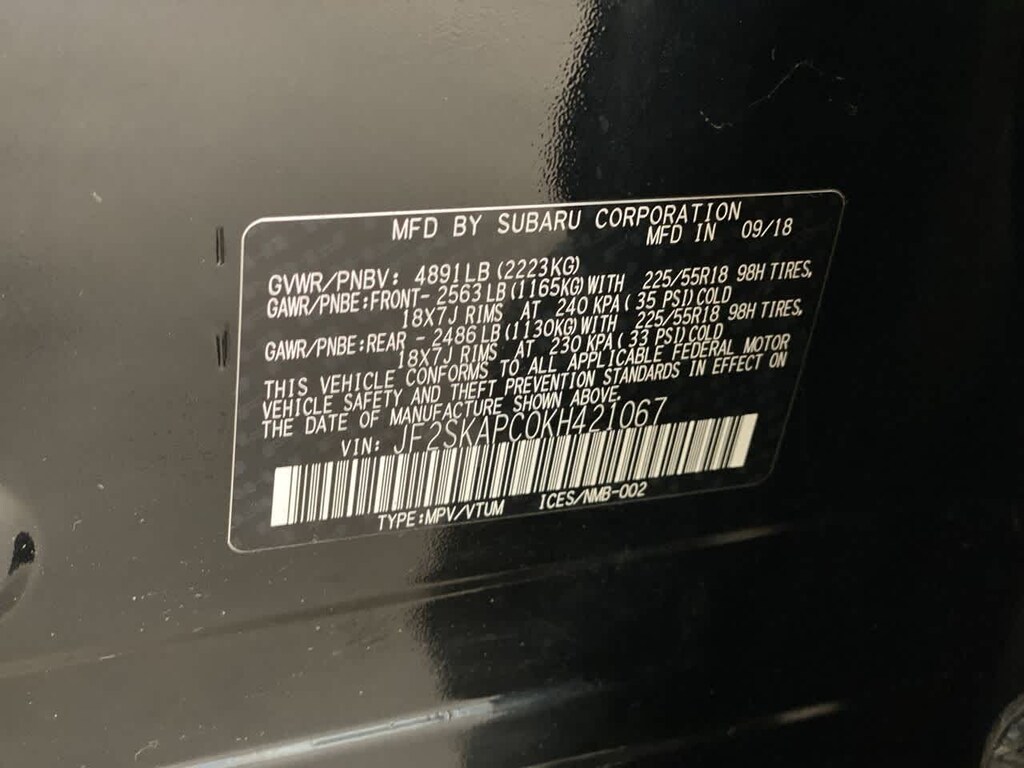 MFD BY SUBARU CORPORATION
MFD IN 09/18
GVWR/PNBV: 4891LB (2223KG)
GAWR/PNBE:FRONT- 2563 LB (1165KG) WITH 225/55R18 98H TIRES,
18X7J RIMS AT 240 KPA ( 35 PSI) COLD
GAWR/PNBE:REAR - 2486 LB (1130KG) WITH 225/55R18 98H TIRES,
18X7J RIMS AT 230 KPA ( 33 PSI) COLD
THIS VEHICLE CONFORMS TO ALL APPLICABLE FEDERAL MOTOR
VEHICLE SAFETY AND THEFT PREVENTION STANDARDS IN EFFECT ON
THE DATE OF MANUFACTURE SHOWN ABOVE.
VIN: JF2SKAPC0KH421067
TYPE:MPV/VTUM ICES/NMB-002